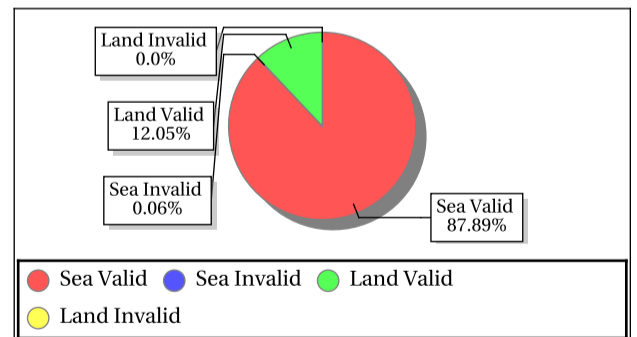 Land Invalid
0.0%
Land Valid
12.05%
Sea Invalid
0.06%
Sea Valid
87.89%
Sea Valid Sea Invalid Land Valid
Land Invalid